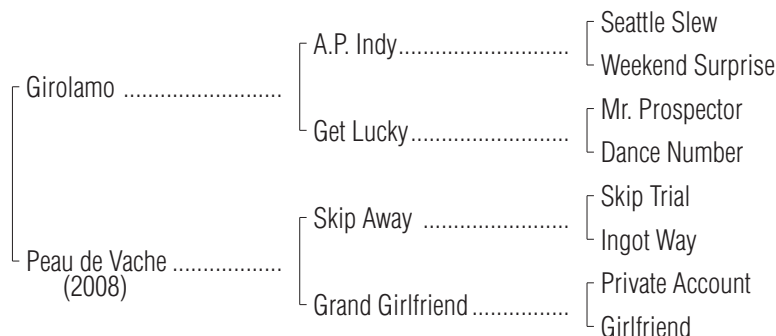 Seattle Slew
A.P. Indy..............................
Weekend Surprise
Girolamo ............................
Mr. Prospector
Get Lucky............................
Dance Number
Skip Trial
Skip Away ..........................
Ingot Way
Peau de Vache ...................
(2008)
Private Account
Grand Girlfriend .................
Girlfriend